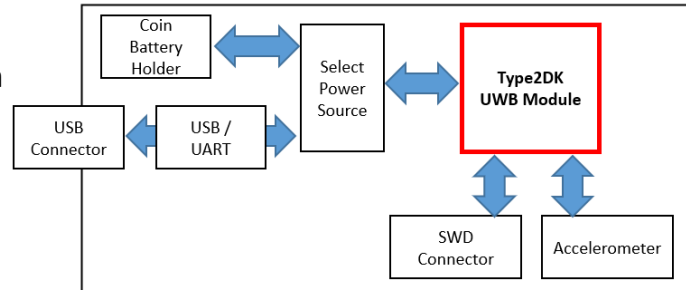 Coin
Battery
Holder
Select
Power
Source
Type2DK
UWB Module
USB
Connector
USB /
UART
SWD
Connector
Accelerometer